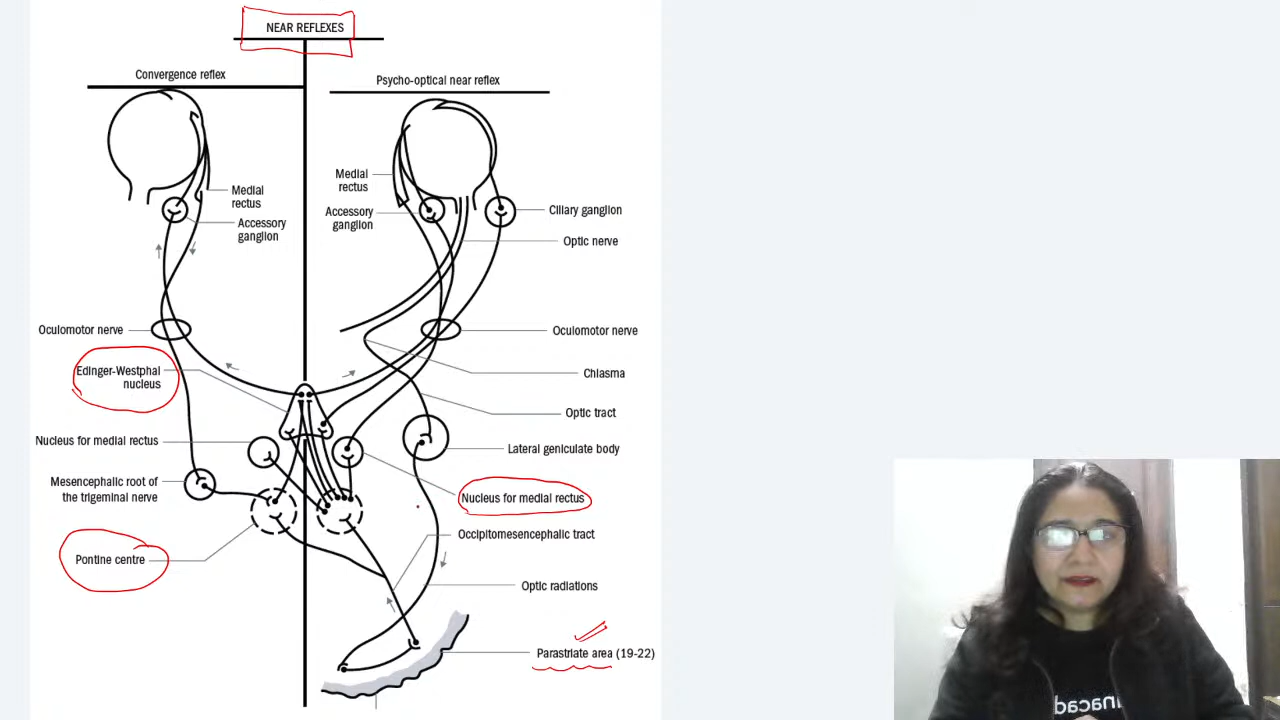 NEAR REFLEXES
Convergence reflex
Psycho-optical near reflex
Medial
rectus
Accessory
ganglion
Medial
rectus
Accessory
ganglion
Ciliary ganglion
Optic nerve
Oculomotor nerve
Oculomotor nerve
Edinger-Westphal
nucleus
Chiasma
Optic tract
Nucleus for medial rectus
Lateral geniculate body
Mesencephalic root of
the trigeminal nerve
Nucleus for medial rectus
Occipitomesencephalic tract
Pontine centre
Optic radiations
Parastriate area (19-22)